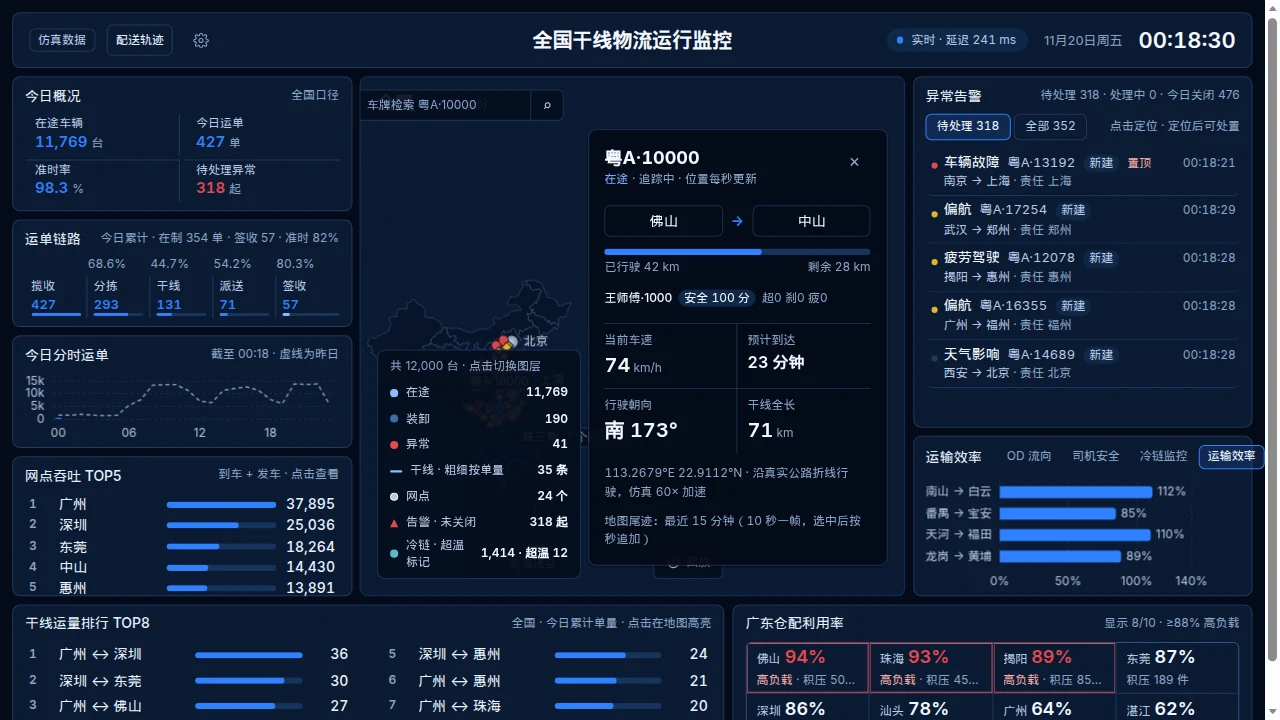 仿真数据 配送轨迹
全国干线物流运行监控
实时 · 延迟 241 ms 11月20日周五 00:18:30
今日概况 全国口径
在途车辆 今日运单
11,769 台 427 单
准时率 待处理异常
98.3 % 318 起
运单链路 今日累计 · 在制 354 单 · 签收 57 · 准时 82%
68.6% 44.7% 54.2% 80.3%
揽收 分拣 干线 派送 签收
427 293 131 71 57
今日分时运单 截至 00:18 · 虚线为昨日
15k
10k
5k
0
00 06 12 18
网点吞吐 TOP5 到车 + 发车 · 点击查看
1 广州 37,895
2 深圳 25,036
3 东莞 18,264
4 中山 14,430
5 惠州 13,891
车牌检索 粤A·10000
北京
共 12,000 台 · 点击切换图层
在途 11,769
装卸 190
异常 41
干线 · 粗细按单量 35 条
网点 24 个
告警 · 未关闭 318 起
冷链 · 超温
标记 1,414 · 超温 12
粤A·10000
在途 · 追踪中 · 位置每秒更新
佛山 → 中山
已行驶 42 km 剩余 28 km
王师傅·1000 安全 100 分 超0 刹0 疲0
当前车速 预计到达
74 km/h 23 分钟
行驶朝向 干线全长
南 173° 71 km
113.2679°E 22.9112°N · 沿真实公路折线行
驶，仿真 60× 加速
地图尾迹：最近 15 分钟（10 秒一帧，选中后按
秒追加）
异常告警 待处理 318 · 处理中 0 · 今日关闭 476
待处理 318 全部 352 点击定位 · 定位后可处置
车辆故障 粤A·13192 新建 置顶 00:18:21
南京 → 上海 · 责任 上海
偏航 粤A·17254 新建 00:18:29
武汉 → 郑州 · 责任 郑州
疲劳驾驶 粤A·12078 新建 00:18:28
揭阳 → 惠州 · 责任 惠州
偏航 粤A·16355 新建 00:18:28
广州 → 福州 · 责任 福州
天气影响 粤A·14689 新建 00:18:28
西安 → 北京 · 责任 北京
运输效率 OD 流向 司机安全 冷链监控 运输效率
南山 → 白云 112%
番禺 → 宝安 85%
天河 → 福田 110%
龙岗 → 黄埔 89%
0% 50% 100% 140%
干线运量排行 TOP8 全国 · 今日累计单量 · 点击在地图高亮
1 广州 ↔ 深圳 36 5 深圳 ↔ 惠州 24
2 深圳 ↔ 东莞 30 6 广州 ↔ 惠州 21
3 广州 ↔ 佛山 27 7 广州 ↔ 珠海 20
广东仓配利用率 显示 8/10 · ≥88% 高负载
佛山 94% 珠海 93% 揭阳 89% 东莞 87%
高负载 · 积压 50… 高负载 · 积压 45… 高负载 · 积压 85… 积压 189 件
深圳 86% 汕头 78% 广州 64% 湛江 62%